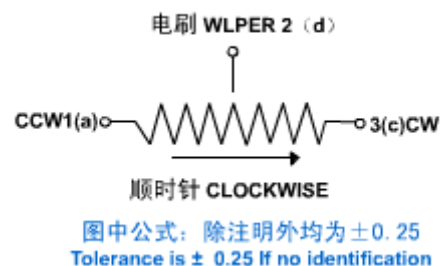 电刷 WLPER 2（d）
CCW1(a)
3(c)CW
顺时针 CLOCKWISE
图中公式：除注明外均为±0.25
Tolerance is ± 0.25 If no identification